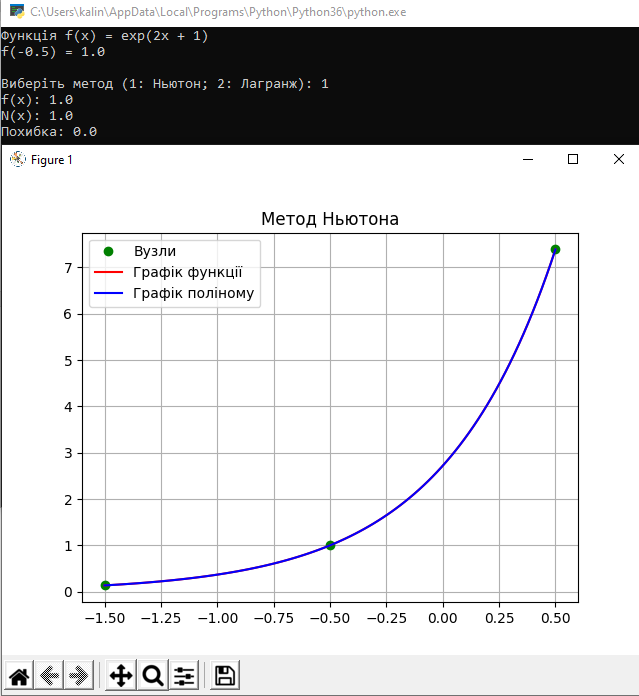 C:\Users\kalin\AppData\Local\Programs\Python\Python36\python.exe
Функція f(x) = exp(2x + 1)
f(-0.5) = 1.0
Виберіть метод (1: Ньютон; 2: Лагранж): 1
f(x): 1.0
N(x): 1.0
Похибка: 0.0
Figure 1
Метод Ньютона
Вузли
Графік функції
Графік поліному
7
6
5
4
3
2
1
0
−1.50 −1.25 −1.00 −0.75 −0.50 −0.25 0.00 0.25 0.50